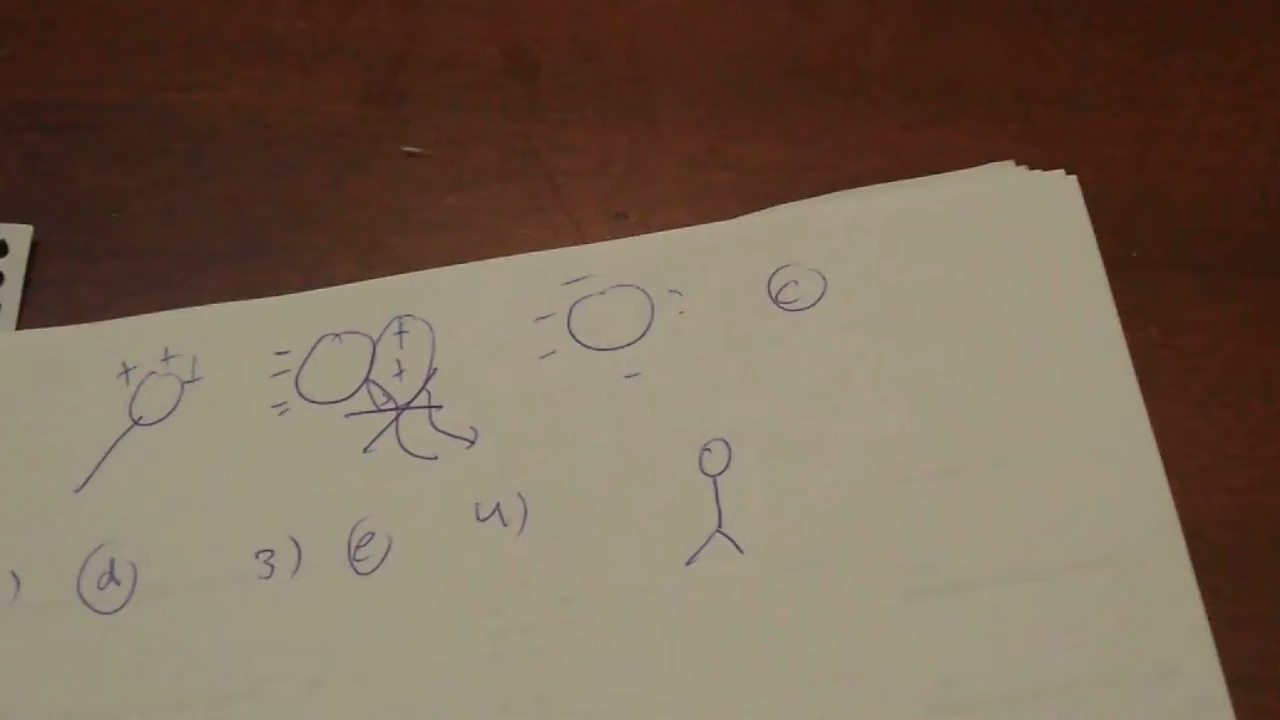 + + +
+
+
c
) d 3) e 4)